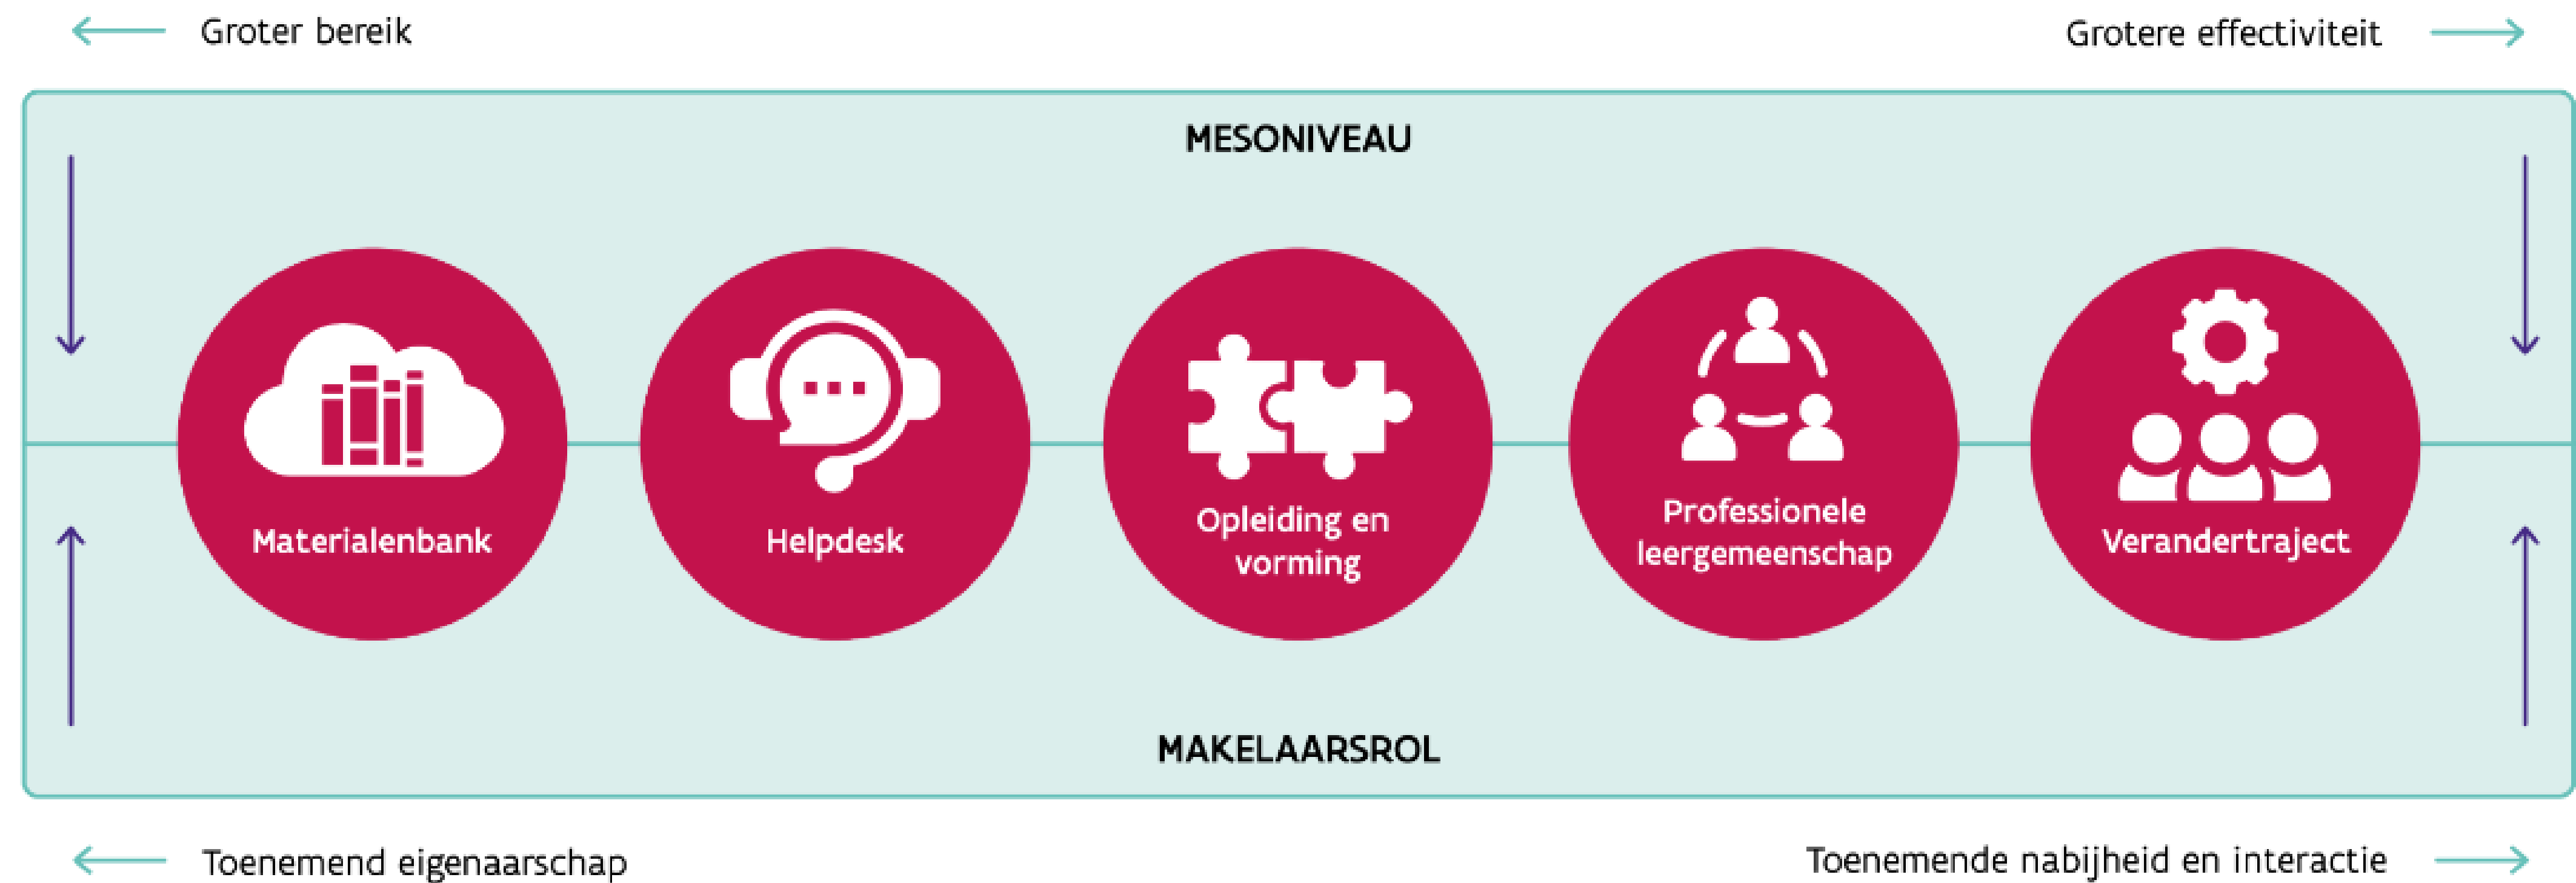 Groter bereik
Grotere effectiviteit
MESONIVEAU
Materialenbank
Helpdesk
Opleiding en
vorming
Professionele
leergemeenschap
Verandertraject
MAKELAARSROL
Toenemend eigenaarschap
Toenemende nabijheid en interactie